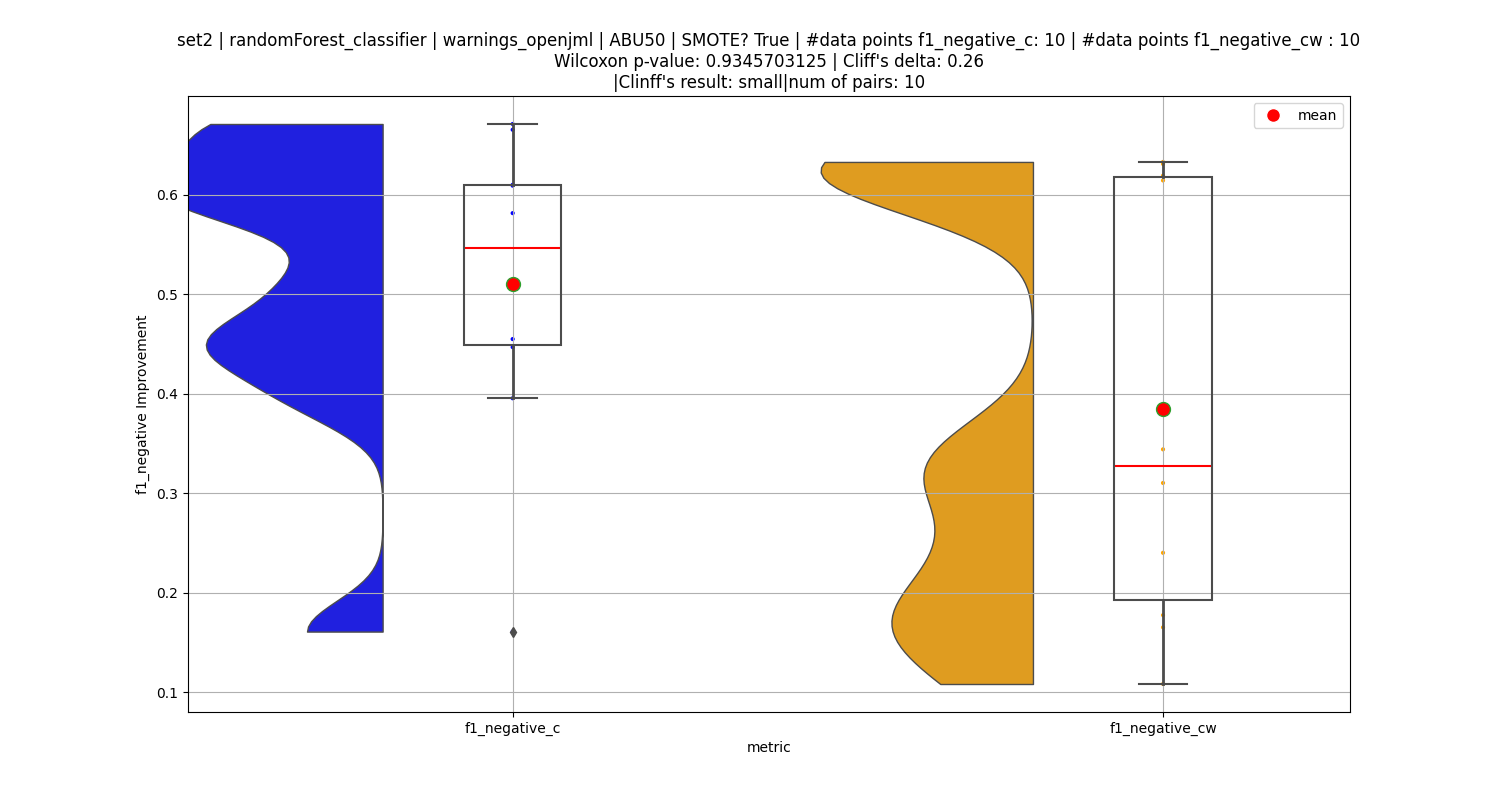 set2 | randomForest_classifier | warnings_openjml | ABU50 | SMOTE? True | #data points f1_negative_c: 10 | #data points f1_negative_cw : 10
Wilcoxon p-value: 0.9345703125 | Cliff's delta: 0.26
|Clinff's result: small|num of pairs: 10
mean
0.6
0.5
0.4
0.3
0.2
0.1
f1_negative Improvement
f1_negative_c
f1_negative_cw
metric